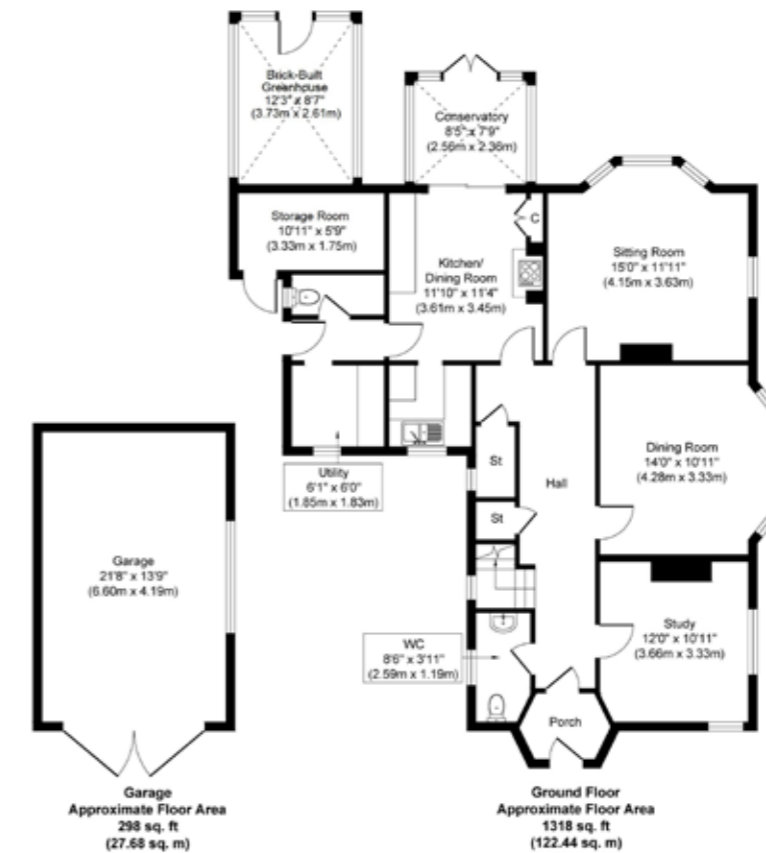 Brick-Built
Greenhouse
12'3" x 8'7"
(3.73m x 2.61m)
Conservatory
8'5" x 7'9"
(2.56m x 2.36m)
Storage Room
10'11" x 5'9"
(3.33m x 1.75m)
C
Kitchen/
Dining Room
11'10" x 11'4"
(3.61m x 3.45m)
Sitting Room
15'0" x 11'11"
(4.15m x 3.63m)
Utility
6'1" x 6'0"
(1.85m x 1.83m)
St
St
Hall
Dining Room
14'0" x 10'11"
(4.28m x 3.33m)
Garage
21'8" x 13'9"
(6.60m x 4.19m)
WC
8'6" x 3'11"
(2.59m x 1.19m)
Study
12'0" x 10'11"
(3.66m x 3.33m)
Porch
Garage
Approximate Floor Area
298 sq. ft
(27.68 sq. m)
Ground Floor
Approximate Floor Area
1318 sq. ft
(122.44 sq. m)